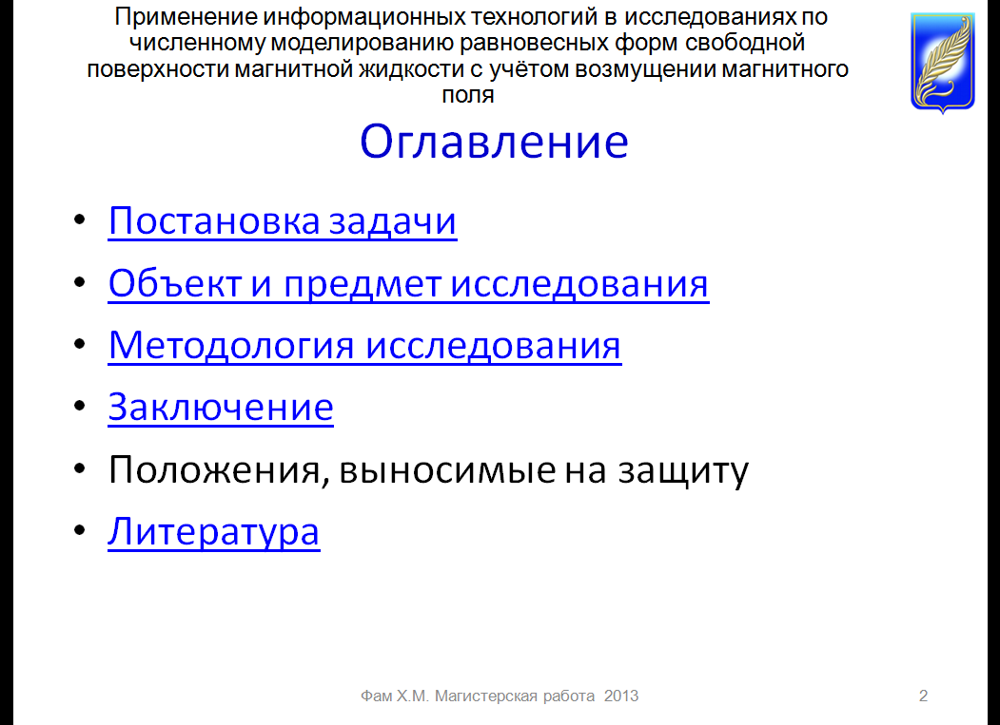 Применение информационных технологий в исследованиях по
численному моделированию равновесных форм свободной
поверхности магнитной жидкости с учётом возмущении магнитного
поля
Оглавление
• Постановка задачи
• Объект и предмет исследования
• Методология исследования
• Заключение
• Положения, выносимые на защиту
• Литература
Фам Х.М. Магистерская работа 2013
2